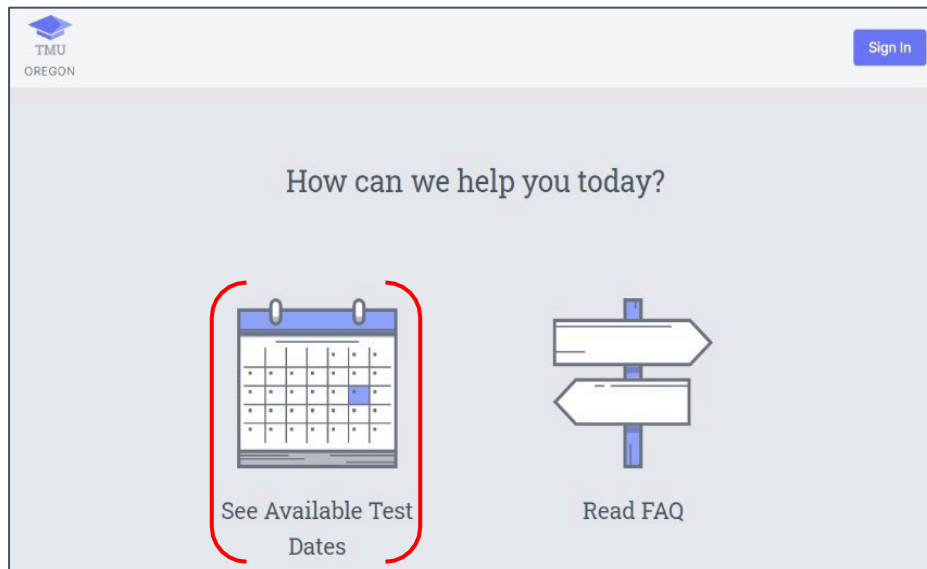 TMU
OREGON
Sign In
How can we help you today?
See Available Test
Dates
Read FAQ